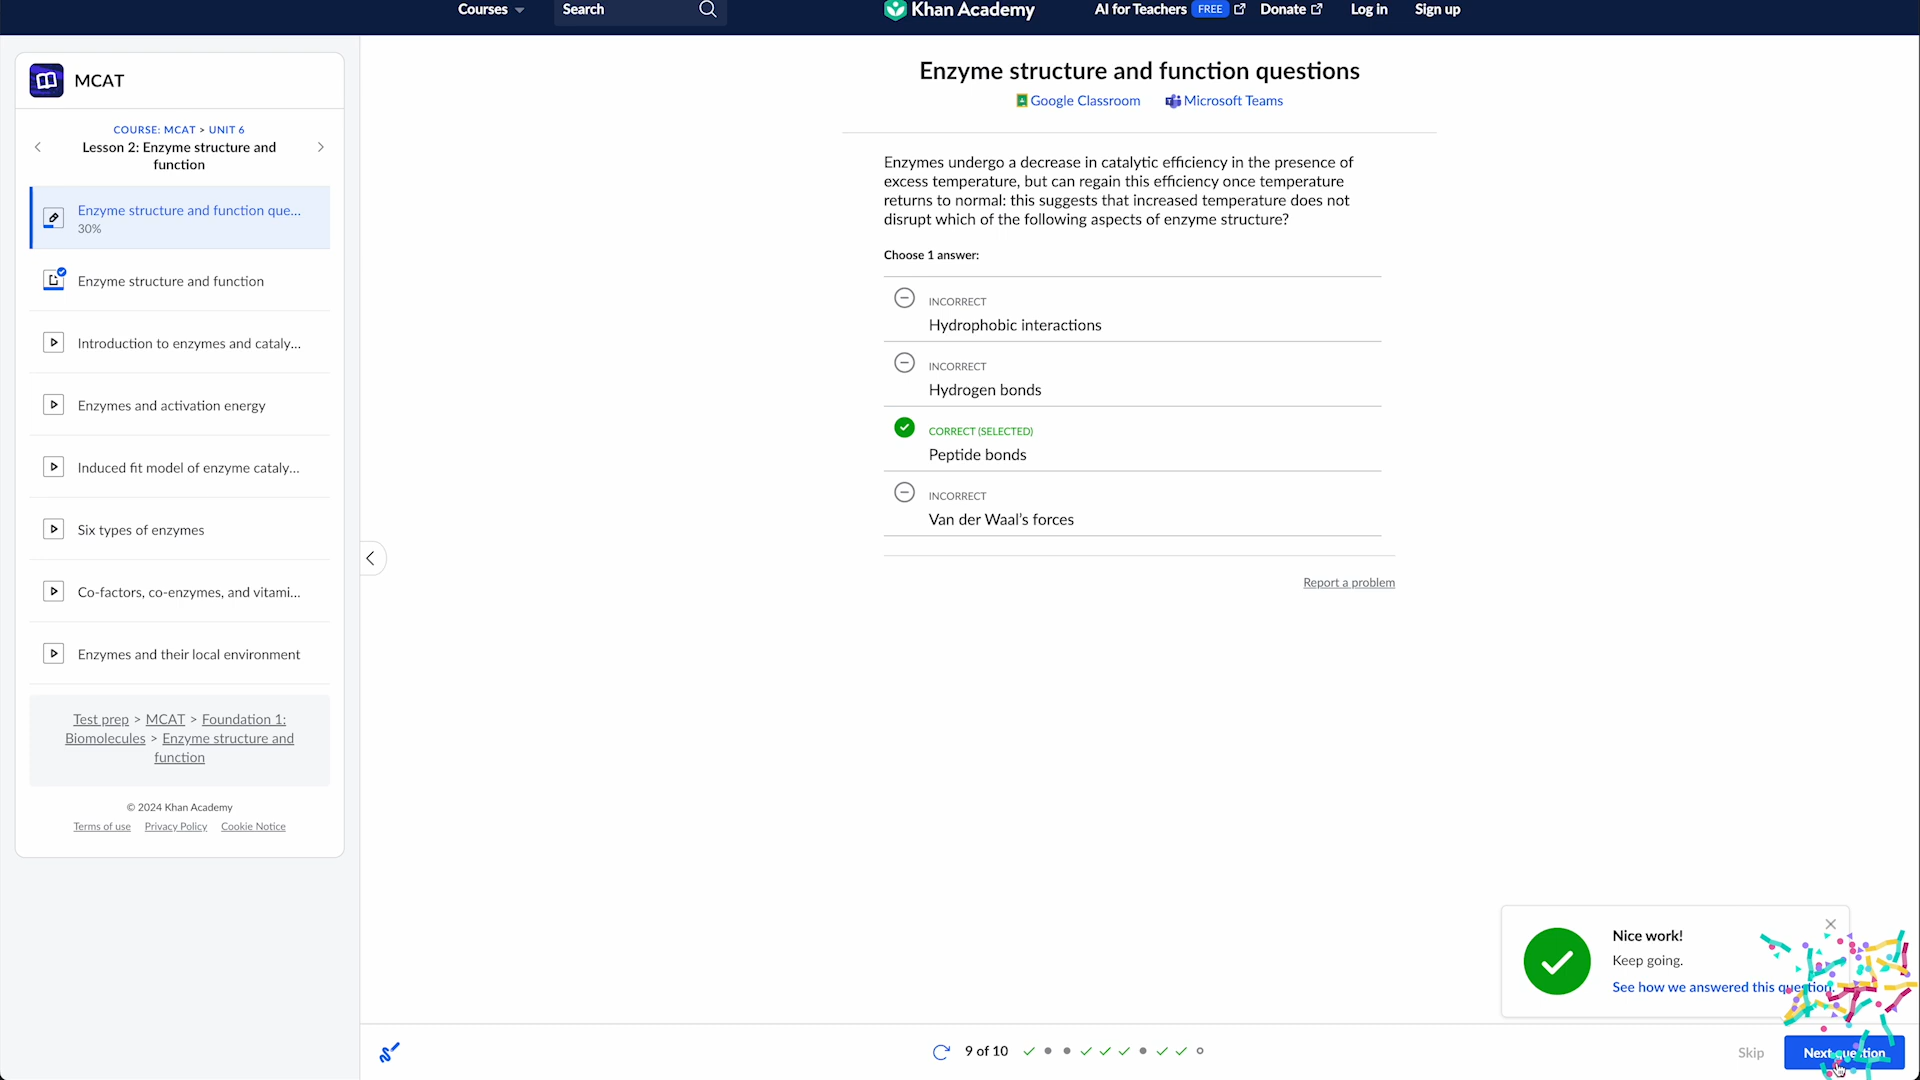 Courses
Search
Khan Academy
AI for Teachers FREE
Donate
Log in
Sign up
MCAT
COURSE: MCAT > UNIT 6
Lesson 2: Enzyme structure and
function
Enzyme structure and function que...
30%
Enzyme structure and function
Introduction to enzymes and cataly...
Enzymes and activation energy
Induced fit model of enzyme cataly...
Six types of enzymes
Co-factors, co-enzymes, and vitami...
Enzymes and their local environment
Test prep > MCAT > Foundation 1:
Biomolecules > Enzyme structure and
function
© 2024 Khan Academy
Terms of use Privacy Policy Cookie Notice
Enzyme structure and function questions
Google Classroom Microsoft Teams
Enzymes undergo a decrease in catalytic efficiency in the presence of
excess temperature, but can regain this efficiency once temperature
returns to normal: this suggests that increased temperature does not
disrupt which of the following aspects of enzyme structure?
Choose 1 answer:
INCORRECT
Hydrophobic interactions
INCORRECT
Hydrogen bonds
CORRECT (SELECTED)
Peptide bonds
INCORRECT
Van der Waal's forces
Report a problem
Nice work!
Keep going.
See how we answered this question.
9 of 10
Skip
Next question